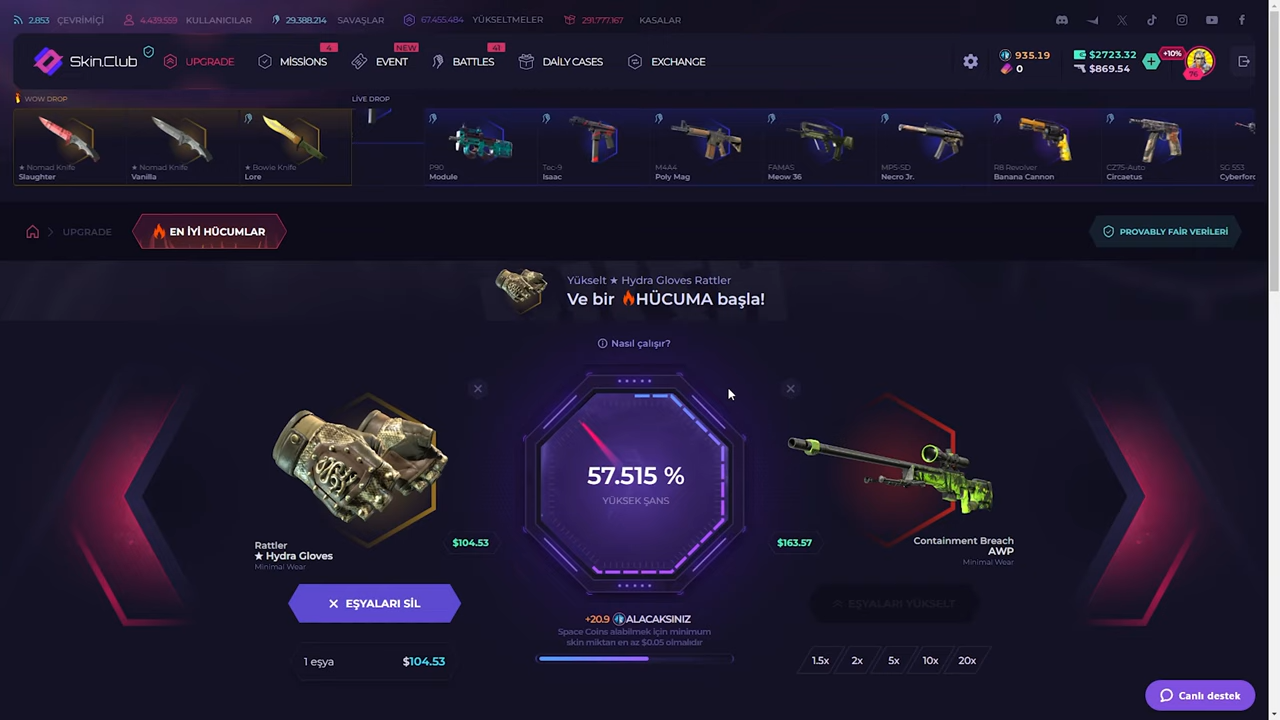 2.853 ÇEVRİMİÇİ 4.439.559 KULLANICILAR 29.388.214 SAVAŞLAR 67.455.484 YÜKSELTMELER 291.777.167 KASALAR
Skin.Club UPGRADE MISSIONS 4 EVENT NEW BATTLES 41 DAILY CASES EXCHANGE 935.19 0 $2723.32 $869.54 +10% 76
WOW DROP LIVE DROP
★ Nomad Knife ★ Nomad Knife ★ Bowie Knife P90 Tec-9 M4A4 FAMAS MP5-SD R8 Revolver CZ75-Auto SG 553
Slaughter Vanilla Lore Module Isaac Poly Mag Meow 36 Necro Jr. Banana Cannon Circaetus Cyberforc
UPGRADE EN İYİ HÜCUMLAR PROVABLY FAIR VERİLERİ
Yükselt ★ Hydra Gloves Rattler
Ve bir HÜCUMA başla!
Nasıl çalışır?
57.515 %
YÜKSEK ŞANS
Rattler
★ Hydra Gloves
Minimal Wear
$104.53
$163.57
Containment Breach
AWP
Minimal Wear
EŞYALARI SİL
EŞYALARI YÜKSELT
+20.9 ALACAKSINIZ
Space Coins alabilmek için minimum
skin miktarı en az $0.05 olmalıdır
1 eşya $104.53
1.5x 2x 5x 10x 20x
Canlı destek